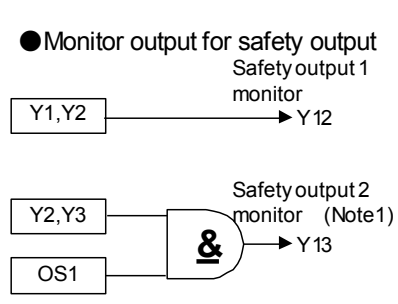 ●Monitor output for safety output
Safety output 1
monitor
Y1,Y2
Y12
Safety output 2
Y2,Y3
monitor (Note1)
&
Y13
OS1